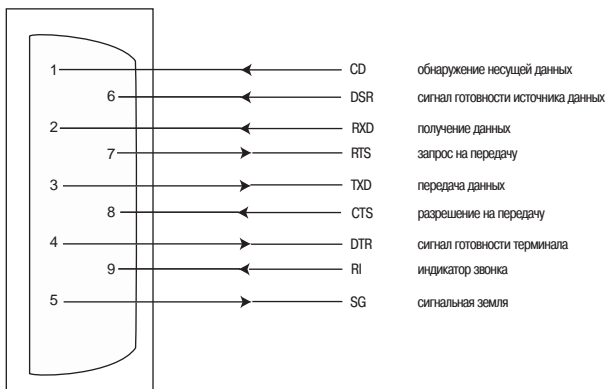 1 CD обнаружение несущей данных
6 DSR сигнал готовности источника данных
2 RXD получение данных
7 RTS запрос на передачу
3 TXD передача данных
8 CTS разрешение на передачу
4 DTR сигнал готовности терминала
9 RI индикатор звонка
5 SG сигнальная земля